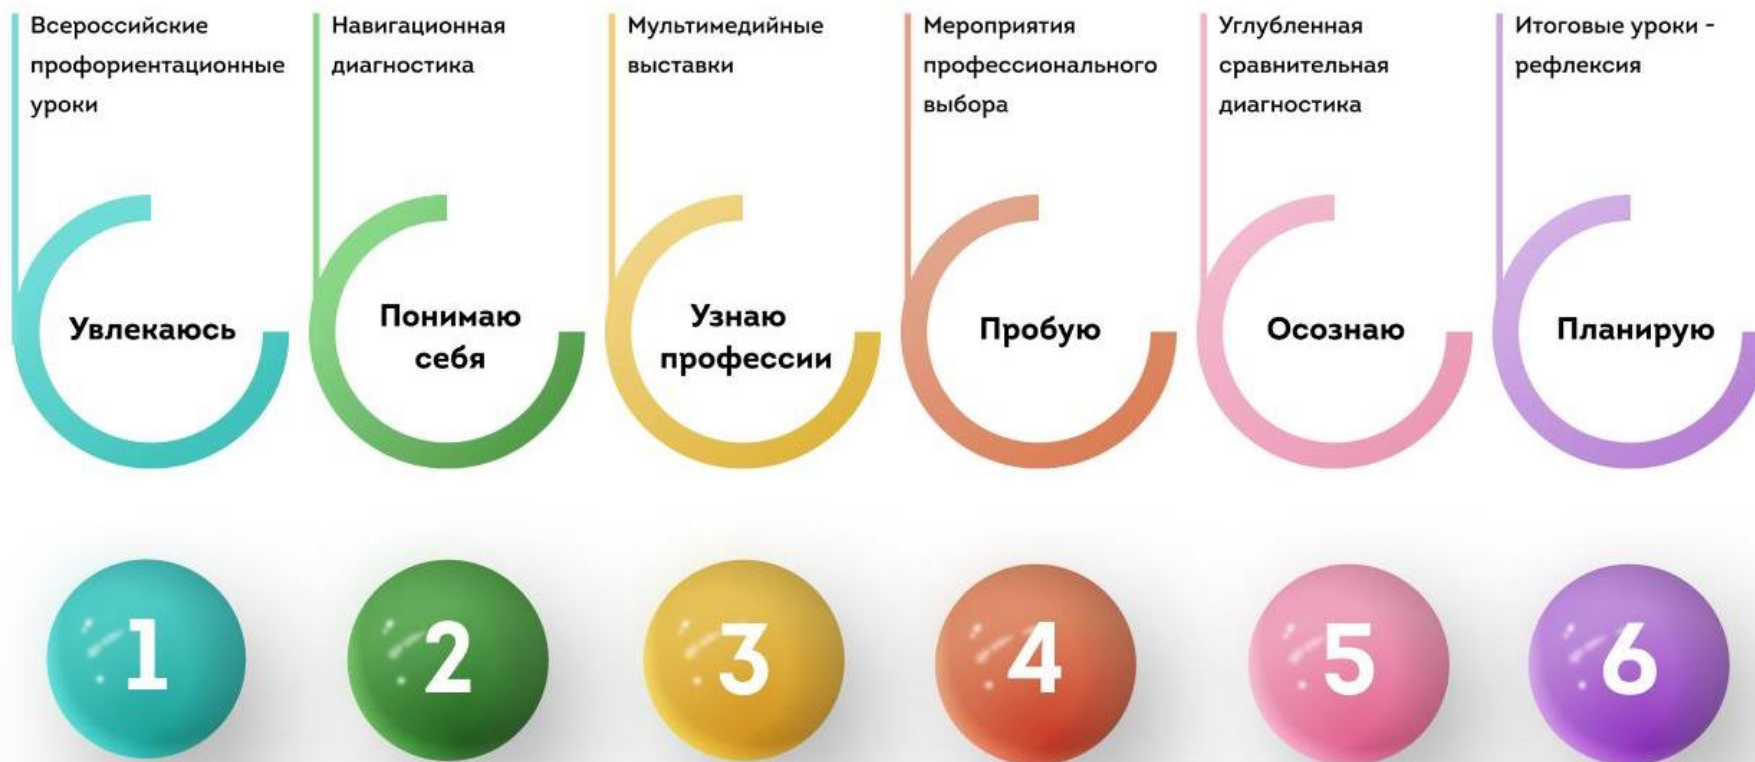 Всероссийские
профориентационные
уроки
Навигационная
диагностика
Мультимедийные
выставки
Мероприятия
профессионального
выбора
Углубленная
сравнительная
диагностика
Итоговые уроки -
рефлексия
Увлекаюсь
Понимаю
себя
Узнаю
профессии
Пробую
Осознаю
Планирую
1
2
3
4
5
6